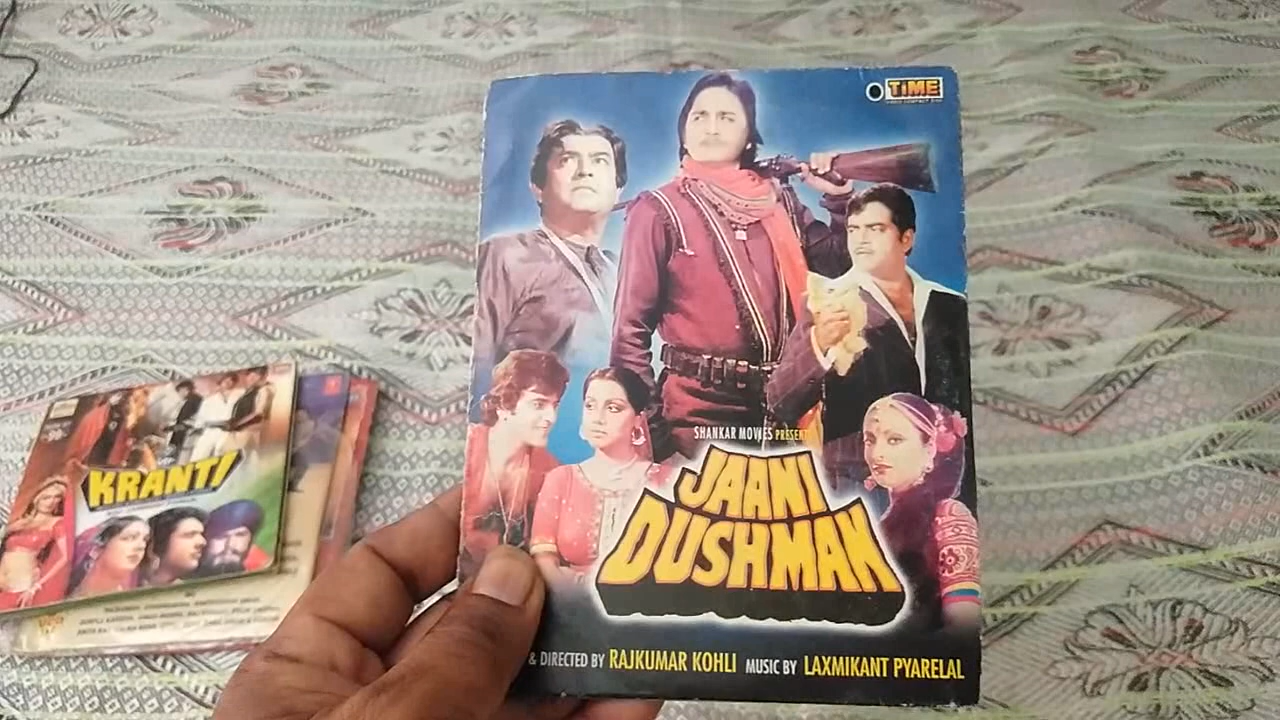 TIME
SHANKAR MOVIES PRESENT
JAANI
DUSHMAN
& DIRECTED BY RAJKUMAR KOHLI MUSIC BY LAXMIKANT PYARELAL
KRANTI